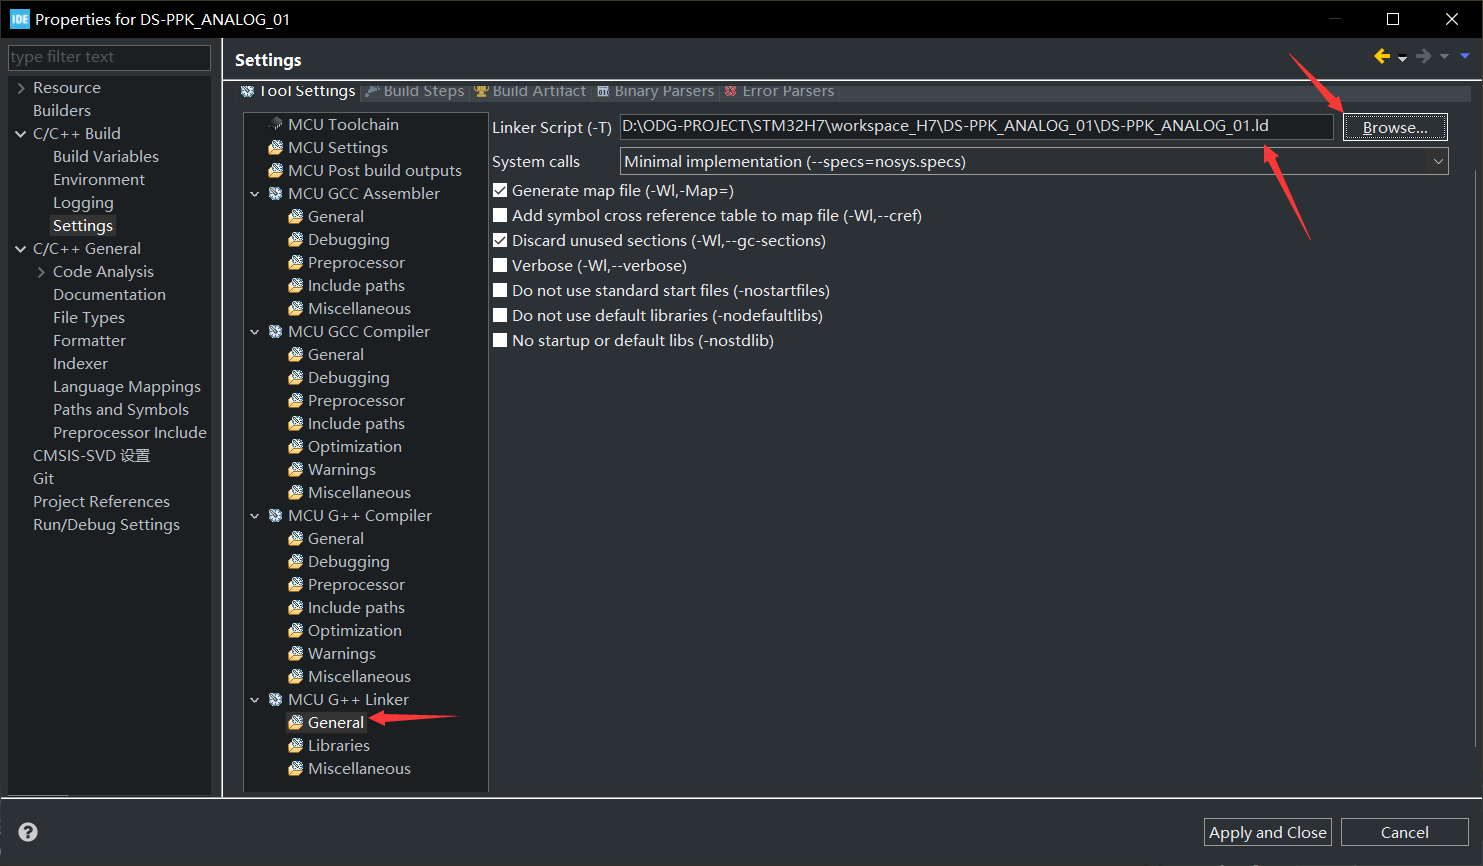 IDE Properties for DS-PPK_ANALOG_01
type filter text
Resource
Builders
C/C++ Build
Build Variables
Environment
Logging
Settings
C/C++ General
Code Analysis
Documentation
File Types
Formatter
Indexer
Language Mappings
Paths and Symbols
Preprocessor Include
CMSIS-SVD 设置
Git
Project References
Run/Debug Settings
Settings
Tool Settings Build Steps Build Artifact Binary Parsers Error Parsers
MCU Toolchain
MCU Settings
MCU Post build outputs
MCU GCC Assembler
General
Debugging
Preprocessor
Include paths
Miscellaneous
MCU GCC Compiler
General
Debugging
Preprocessor
Include paths
Optimization
Warnings
Miscellaneous
MCU G++ Compiler
General
Debugging
Preprocessor
Include paths
Optimization
Warnings
Miscellaneous
MCU G++ Linker
General
Libraries
Miscellaneous
Linker Script (-T) D:\ODG-PROJECT\STM32H7\workspace_H7\DS-PPK_ANALOG_01\DS-PPK_ANALOG_01.ld Browse...
System calls Minimal implementation (--specs=nosys.specs)
Generate map file (-Wl,-Map=)
Add symbol cross reference table to map file (-Wl,--cref)
Discard unused sections (-Wl,--gc-sections)
Verbose (-Wl,--verbose)
Do not use standard start files (-nostartfiles)
Do not use default libraries (-nodefaultlibs)
No startup or default libs (-nostdlib)
? Apply and Close Cancel